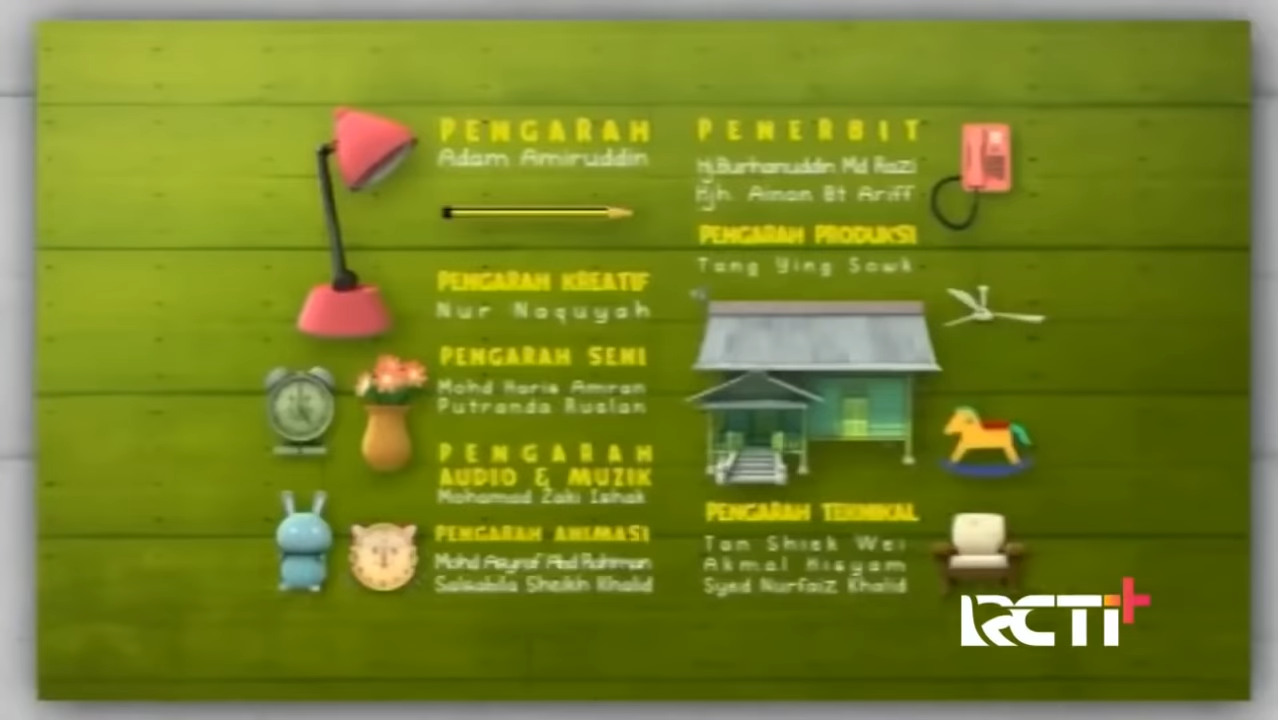 PENGARAH
Adam Amiruddin
PENGARAH KREATIF
Nur Naquyah
PENGARAH SENI
Mohd Haris Amran
Putranda Ruslan
PENGARAH
AUDIO & MUZIK
Mohamad Zaki Ishak
PENGARAH ANIMASI
Mohd Asyraf Abd Rahman
Salsabila Sheikh Khalid
PENERBIT
Hj.Burhanuddin Md Razi
Hjh. Ainon Bt Ariff
PENGARAH PRODUKSI
Tang Ying Sowk
PENGARAH TEKNIKAL
Tan Shiek Wei
Akmal Hisyam
Syed Nurfaiz Khalid
RCTI+